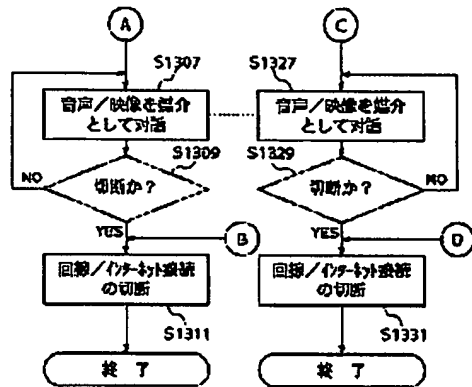 A
C
S1307
S1327
音声/映像を媒介
として対話
音声/映像を媒介
として対話
S1309
S1329
NO
切断か?
切断か?
NO
YES
B
YES
D
回線/インターネット接続
の切断
回線/インターネット接続
の切断
S1311
S1331
終 了
終 了